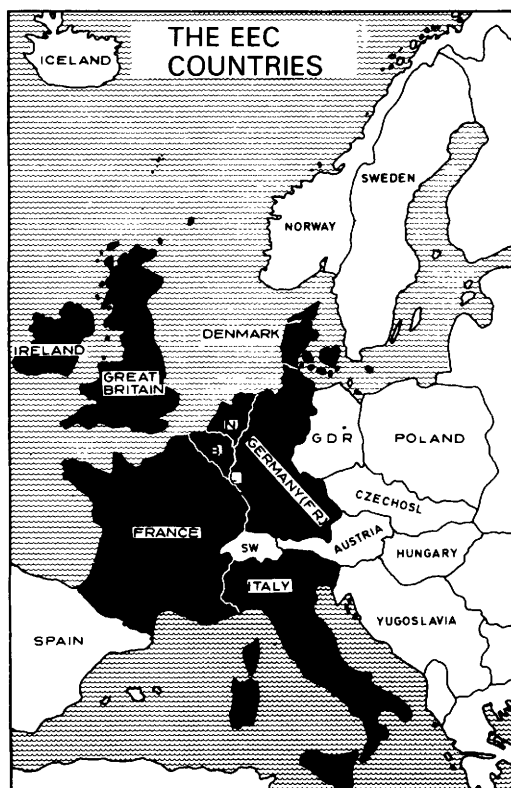 THE EEC
COUNTRIES
ICELAND
SWEDEN
NORWAY
DENMARK
IRELAND
GREAT
BRITAIN
N
B
GDR
POLAND
GERMANY(FR)
CZECHOSL
FRANCE
SW
AUSTRIA
HUNGARY
ITALY
YUGOSLAVIA
SPAIN